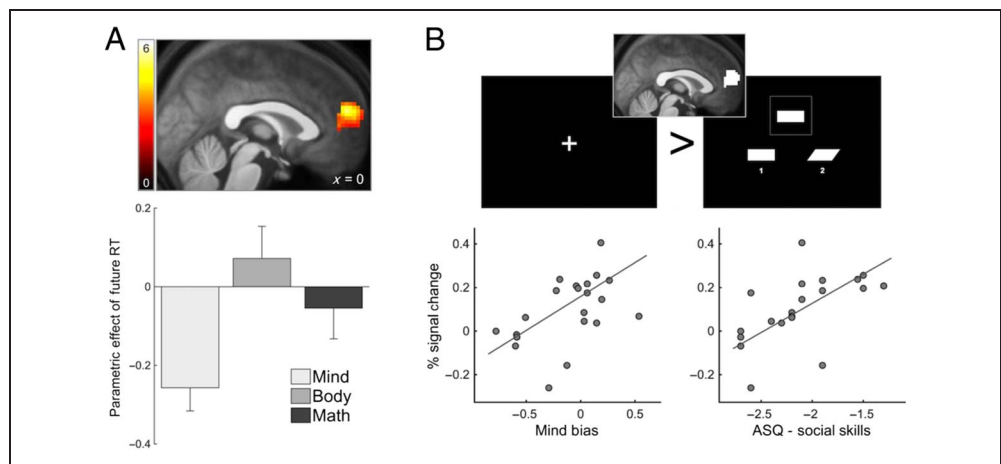 A
6
0
x = 0
Parametric effect of future RT
0.2
0
−0.2
−0.4
Mind
Body
Math
B
+
>
1 2
% signal change
0.4
0.2
0
−0.2
−0.5 0 0.5
Mind bias
0.4
0.2
0
−0.2
−2.5 −2 −1.5
ASQ - social skills